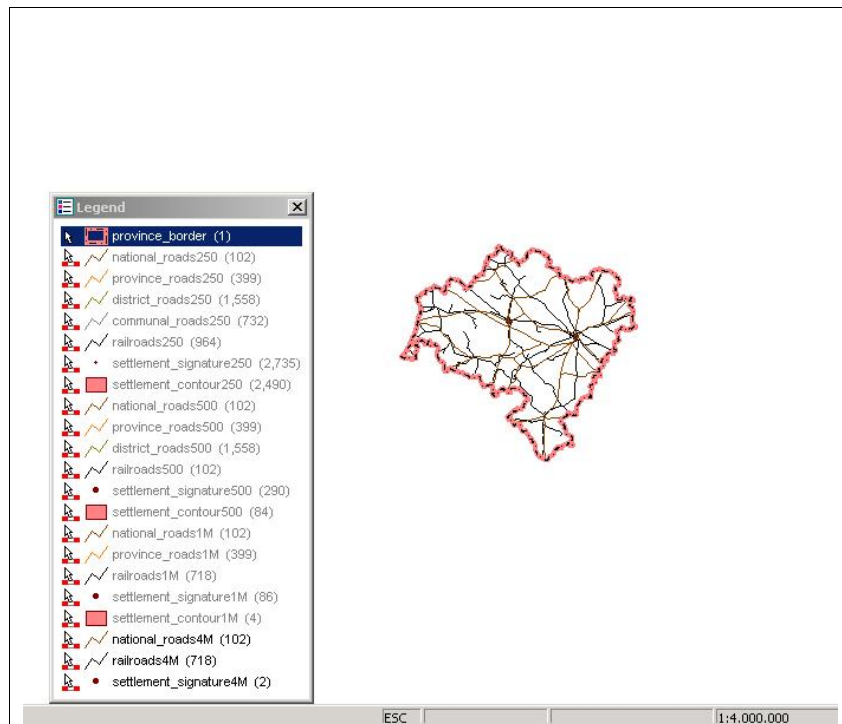 Legend
province_border (1)
national_roads250 (102)
province_roads250 (399)
district_roads250 (1,558)
communal_roads250 (732)
railroads250 (964)
settlement_signature250 (2,735)
settlement_contour250 (2,490)
national_roads500 (102)
province_roads500 (399)
district_roads500 (1,558)
railroads500 (102)
settlement_signature500 (290)
settlement_contour500 (84)
national_roads1M (102)
province_roads1M (399)
railroads1M (718)
settlement_signature1M (86)
settlement_contour1M (4)
national_roads4M (102)
railroads4M (718)
settlement_signature4M (2)
ESC 1:4.000.000